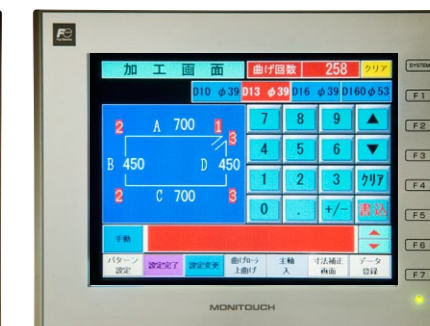 加工画面 曲げ回数 258 クリア
D10 φ39 D13 φ39 D16 φ39 D160φ53
2 A 700 1 3
B 450 D 450
2 C 700 3
7 8 9 ▲
4 5 6 ▼
1 2 3 クリア
0 . +/- 書込
手動
パターン設定 設定完了 設定変更 曲げローラ上曲げ 主軸入 寸法補正画面 データ登録
MONITOUCH
SYSTEM
F1
F2
F3
F4
F5
F6
F7